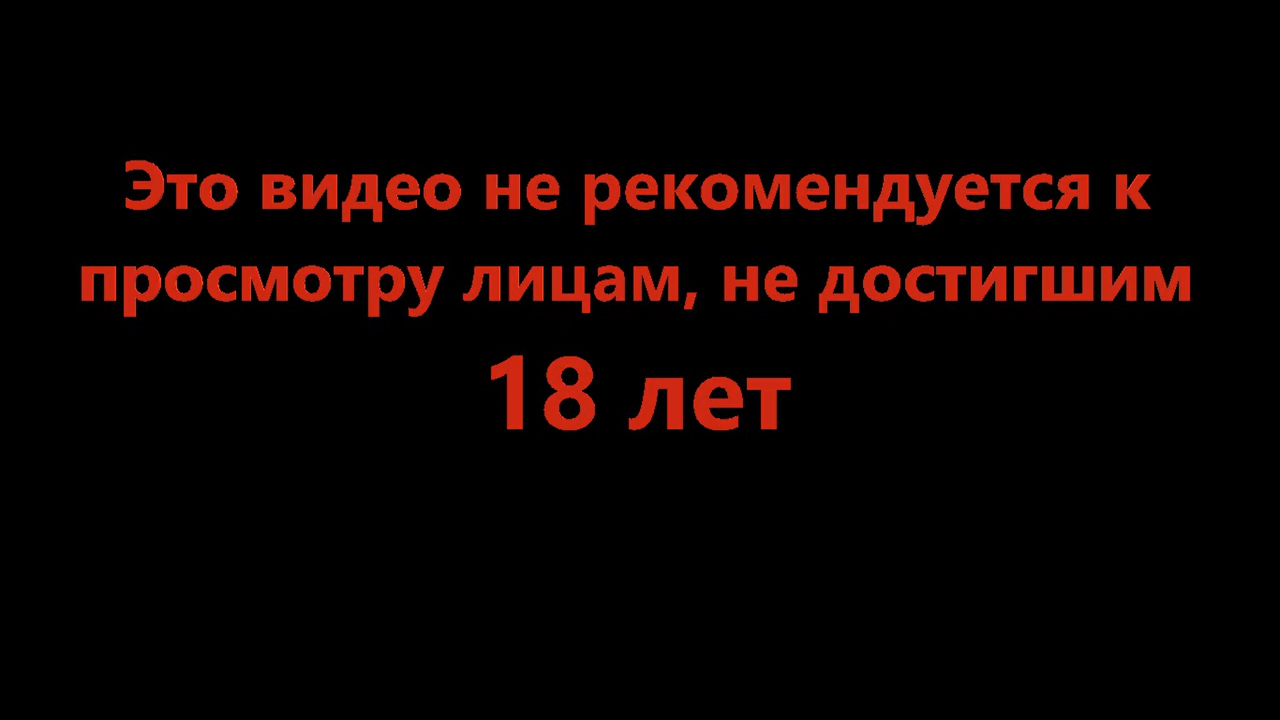 Это видео не рекомендуется к
просмотру лицам, не достигшим
18 лет